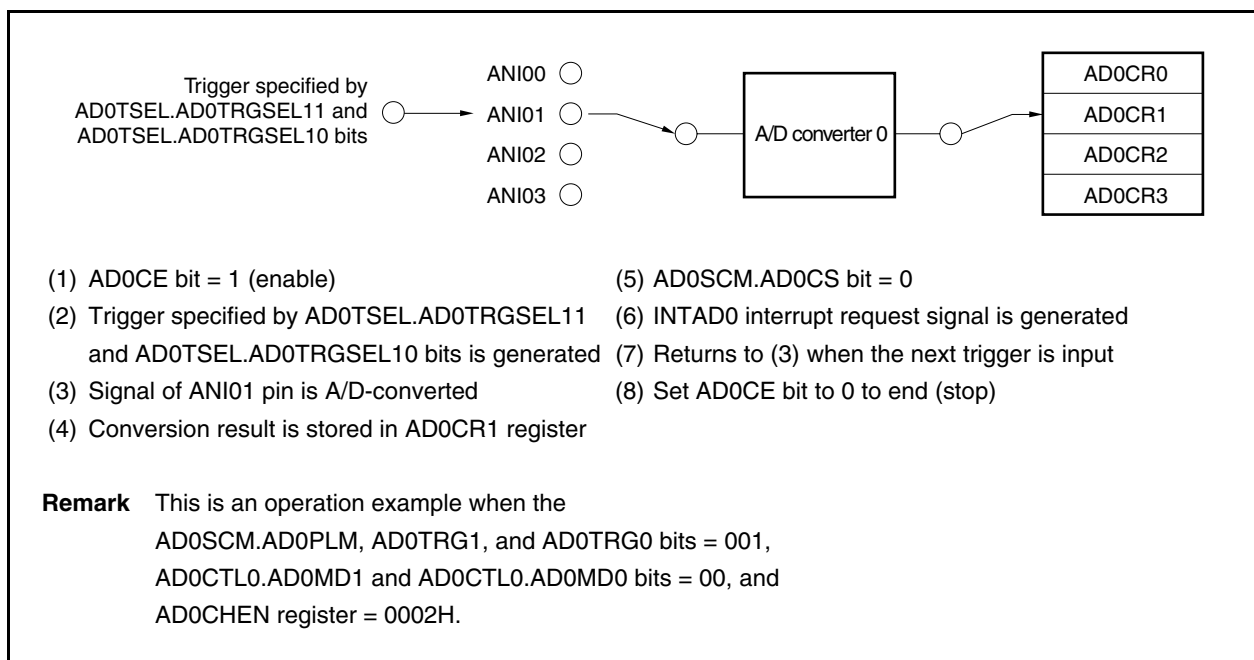 Trigger specified by
AD0TSEL.AD0TRGSEL11 and
AD0TSEL.AD0TRGSEL10 bits
ANI00
ANI01
ANI02
ANI03
A/D converter 0
AD0CR0
AD0CR1
AD0CR2
AD0CR3
(1) AD0CE bit = 1 (enable)
(2) Trigger specified by AD0TSEL.AD0TRGSEL11
and AD0TSEL.AD0TRGSEL10 bits is generated
(3) Signal of ANI01 pin is A/D-converted
(4) Conversion result is stored in AD0CR1 register
(5) AD0SCM.AD0CS bit = 0
(6) INTAD0 interrupt request signal is generated
(7) Returns to (3) when the next trigger is input
(8) Set AD0CE bit to 0 to end (stop)
Remark This is an operation example when the
AD0SCM.AD0PLM, AD0TRG1, and AD0TRG0 bits = 001,
AD0CTL0.AD0MD1 and AD0CTL0.AD0MD0 bits = 00, and
AD0CHEN register = 0002H.